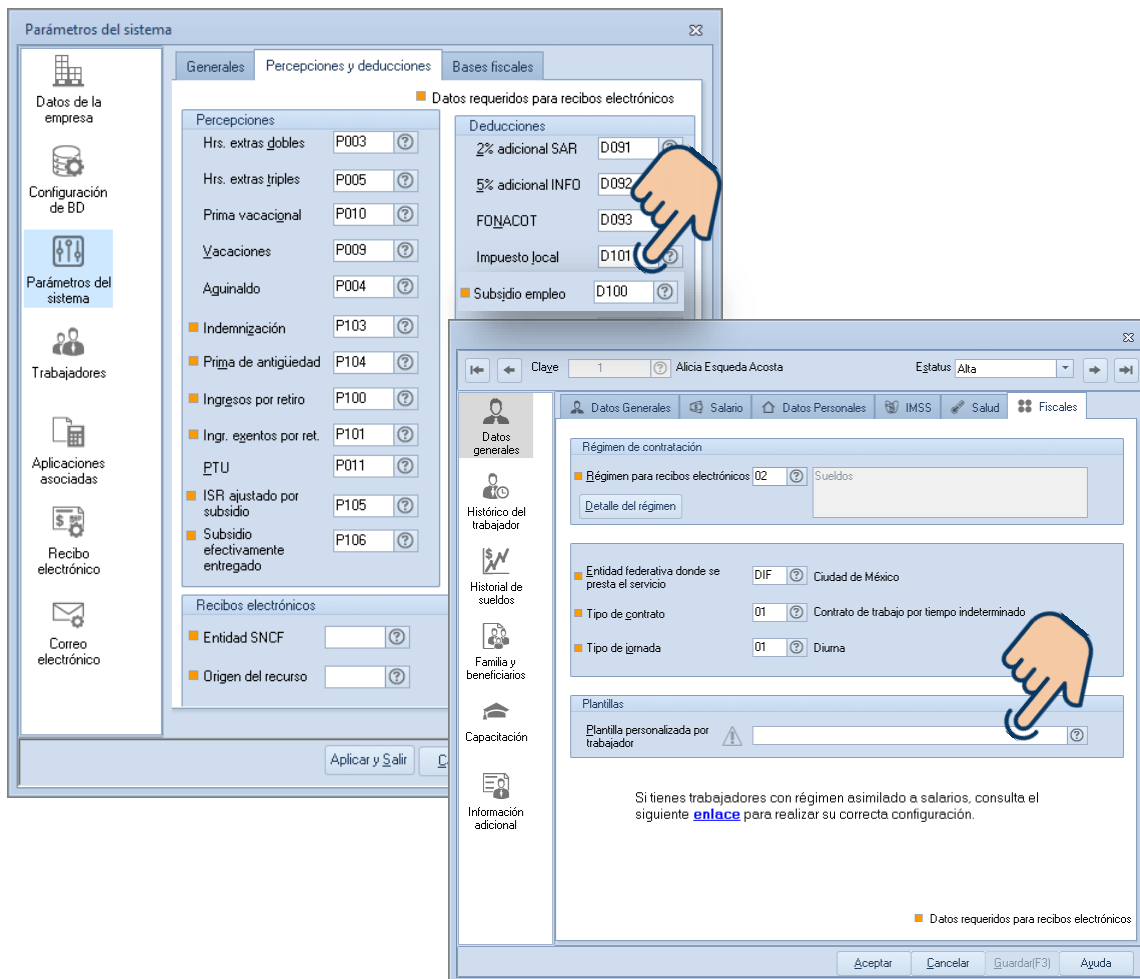 Parámetros del sistema
Datos de la
empresa
Configuración
de BD
Parámetros del
sistema
Trabajadores
Aplicaciones
asociadas
Recibo
electrónico
Correo
electrónico
Generales
Percepciones y deducciones
Bases fiscales
Datos requeridos para recibos electrónicos
Percepciones
Hrs. extras dobles P003
Hrs. extras triples P005
Prima vacacional P010
Vacaciones P009
Aguinaldo P004
Indemnización P103
Prima de antigüedad P104
Ingresos por retiro P100
Ingr. exentos por ret. P101
PTU P011
ISR ajustado por
subsidio P105
Subsidio
efectivamente
entregado P106
Deducciones
2% adicional SAR D091
5% adicional INFO D092
FONACOT D093
Impuesto local D101
Subsidio empleo D100
Recibos electrónicos
Entidad SNCF
Origen del recurso
Aplicar y Salir
Clave 1 Alicia Esqueda Acosta Estatus Alta
Datos
generales
Histórico del
trabajador
Historial de
sueldos
Familia y
beneficiarios
Capacitación
Información
adicional
Datos Generales
Salario
Datos Personales
IMSS
Salud
Fiscales
Régimen de contratación
Régimen para recibos electrónicos 02 Sueldos
Detalle del régimen
Entidad federativa donde se
presta el servicio DIF Ciudad de México
Tipo de contrato 01 Contrato de trabajo por tiempo indeterminado
Tipo de jornada 01 Diurna
Plantillas
Plantilla personalizada por
trabajador
Si tienes trabajadores con régimen asimilado a salarios, consulta el
siguiente enlace para realizar su correcta configuración.
Datos requeridos para recibos electrónicos
Aceptar
Cancelar
Guardar(F3)
Ayuda